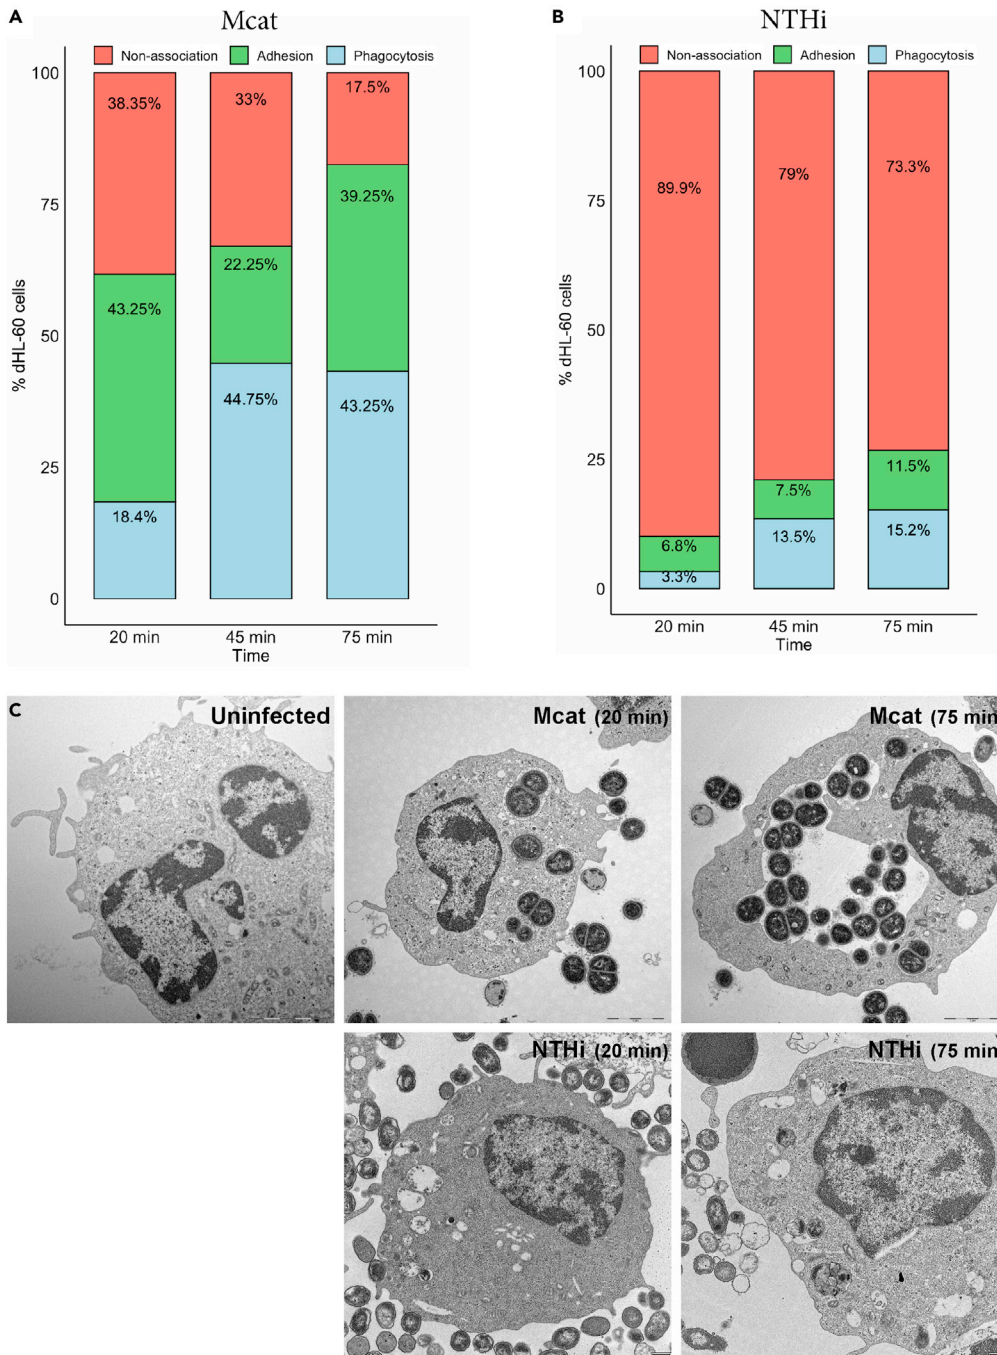 A
Mcat
Non-association Adhesion Phagocytosis
100
75
50
25
0
% dHL-60 cells
38.35%
43.25%
18.4%
33%
22.25%
44.75%
17.5%
39.25%
43.25%
20 min 45 min 75 min
Time
B
NTHi
Non-association Adhesion Phagocytosis
100
75
50
25
0
% dHL-60 cells
89.9%
6.8%
3.3%
79%
7.5%
13.5%
73.3%
11.5%
15.2%
20 min 45 min 75 min
Time
C
Uninfected
Mcat (20 min)
Mcat (75 min
NTHi (20 min)
NTHi (75 min